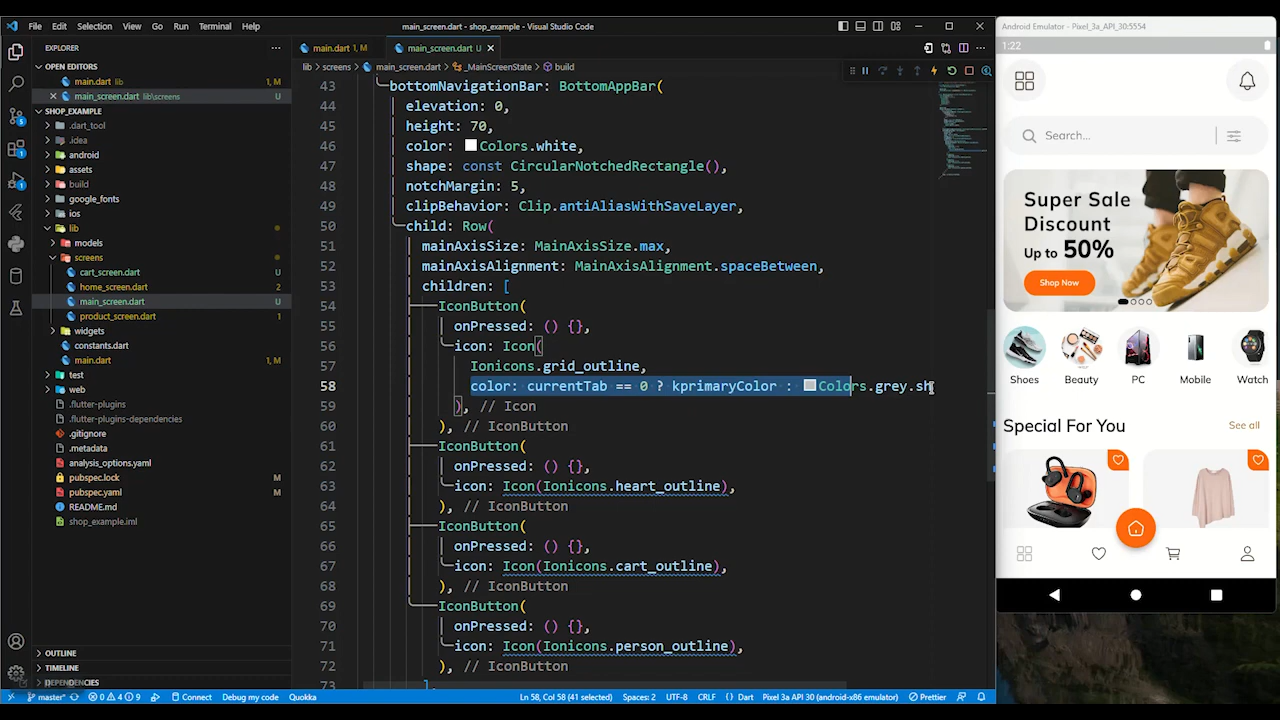 File Edit Selection View Go Run Terminal Help
main_screen.dart - shop_example - Visual Studio Code
EXPLORER
OPEN EDITORS
main.dart lib 1, M
main_screen.dart lib\screens U
SHOP_EXAMPLE
.dart_tool
.idea
android
assets
build
google_fonts
ios
lib
models
screens
cart_screen.dart U
home_screen.dart 2
main_screen.dart U
product_screen.dart 1
widgets
constants.dart
main.dart 1, M
test
web
.flutter-plugins
.flutter-plugins-dependencies
.gitignore
.metadata
analysis_options.yaml
pubspec.lock M
pubspec.yaml M
README.md
shop_example.iml
OUTLINE
TIMELINE
DEPENDENCIES
main.dart 1, M
main_screen.dart U
lib > screens > main_screen.dart > _MainScreenState > build
43 bottomNavigationBar: BottomAppBar(
44 elevation: 0,
45 height: 70,
46 color: Colors.white,
47 shape: const CircularNotchedRectangle(),
48 notchMargin: 5,
49 clipBehavior: Clip.antiAliasWithSaveLayer,
50 child: Row(
51 mainAxisSize: MainAxisSize.max,
52 mainAxisAlignment: MainAxisAlignment.spaceBetween,
53 children: [
54 IconButton(
55 onPressed: () {},
56 icon: Icon(
57 Ionicons.grid_outline,
58 color: currentTab == 0 ? kprimaryColor : Colors.grey.sh
59 ), // Icon
60 ), // IconButton
61 IconButton(
62 onPressed: () {},
63 icon: Icon(Ionicons.heart_outline),
64 ), // IconButton
65 IconButton(
66 onPressed: () {},
67 icon: Icon(Ionicons.cart_outline),
68 ), // IconButton
69 IconButton(
70 onPressed: () {},
71 icon: Icon(Ionicons.person_outline),
72 ), // IconButton
73 ],
master* 0 4 9 Connect Debug my code Quokka
Ln 58, Col 58 (41 selected) Spaces: 2 UTF-8 CRLF {} Dart Pixel 3a API 30 (android-x86 emulator) Prettier
Android Emulator - Pixel_3a_API_30:5554
1:22
Search...
Super Sale
Discount
Up to 50%
Shop Now
Shoes Beauty PC Mobile Watch
Special For You See all